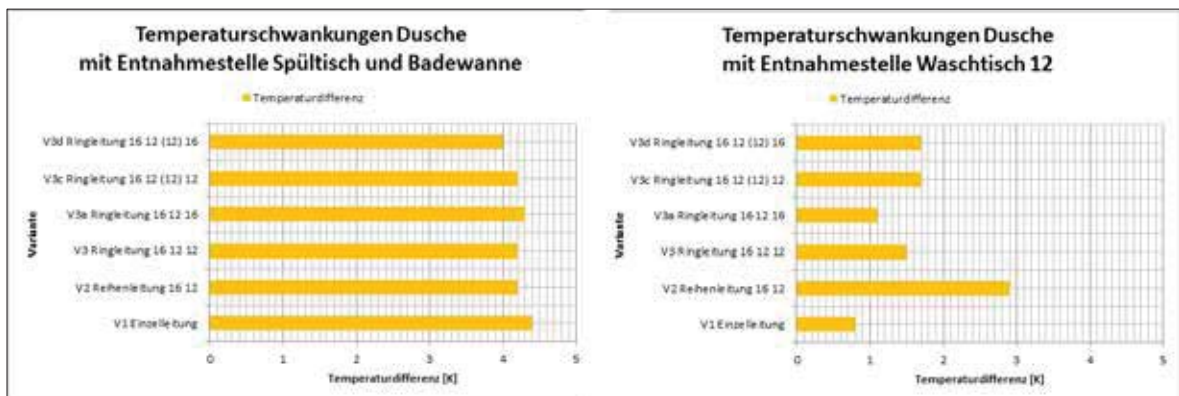 Temperaturschwankungen Dusche
mit Entnahmestelle Spültisch und Badewanne
Temperaturdifferenz
Variante
V3d Ringleitung 16 12 (12) 16
V3c Ringleitung 16 12 (12) 12
V3a Ringleitung 16 12 16
V3 Ringleitung 16 12 12
V2 Reihenleitung 16 12
V1 Einzelleitung
0 1 2 3 4 5
Temperaturdifferenz [K]
Temperaturschwankungen Dusche
mit Entnahmestelle Waschtisch 12
Temperaturdifferenz
Variante
V3d Ringleitung 16 12 (12) 16
V3c Ringleitung 16 12 (12) 12
V3a Ringleitung 16 12 16
V3 Ringleitung 16 12 12
V2 Reihenleitung 16 12
V1 Einzelleitung
0 1 2 3 4 5
Temperaturdifferenz [K]